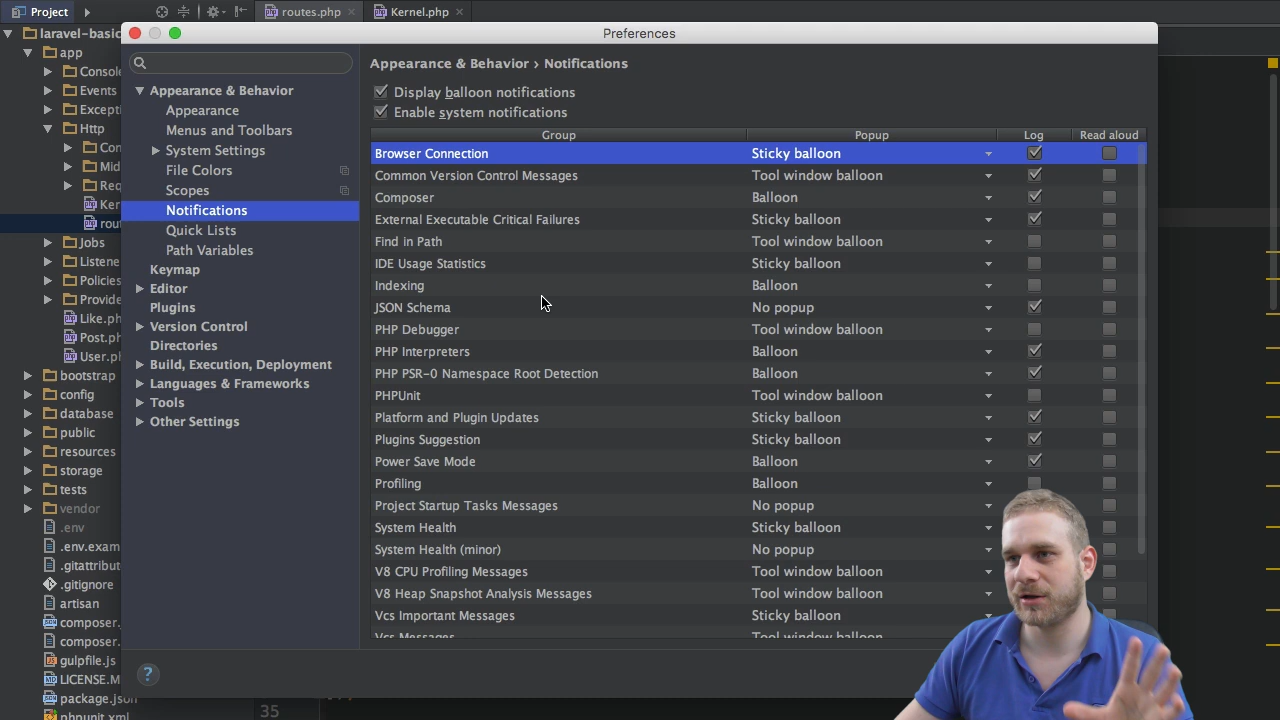 Project
routes.php
Kernel.php
laravel-basic
app
Console
Events
Excepti
Http
Con
Mid
Req
Ker
rout
Jobs
Listene
Policies
Provide
Like.ph
Post.ph
User.ph
bootstrap
config
database
public
resources
storage
tests
vendor
.env
.env.exam
.gitattribut
.gitignore
artisan
composer.
composer.
gulpfile.js
LICENSE.M
package.json
phpunit.xml
Preferences
Appearance & Behavior
Appearance
Menus and Toolbars
System Settings
File Colors
Scopes
Notifications
Quick Lists
Path Variables
Keymap
Editor
Plugins
Version Control
Directories
Build, Execution, Deployment
Languages & Frameworks
Tools
Other Settings
?
Appearance & Behavior › Notifications
Display balloon notifications
Enable system notifications
Group Popup Log Read aloud
Browser Connection Sticky balloon
Common Version Control Messages Tool window balloon
Composer Balloon
External Executable Critical Failures Sticky balloon
Find in Path Tool window balloon
IDE Usage Statistics Sticky balloon
Indexing Balloon
JSON Schema No popup
PHP Debugger Tool window balloon
PHP Interpreters Balloon
PHP PSR-0 Namespace Root Detection Balloon
PHPUnit Tool window balloon
Platform and Plugin Updates Sticky balloon
Plugins Suggestion Sticky balloon
Power Save Mode Balloon
Profiling Balloon
Project Startup Tasks Messages No popup
System Health Sticky balloon
System Health (minor) No popup
V8 CPU Profiling Messages Tool window balloon
V8 Heap Snapshot Analysis Messages Tool window balloon
Vcs Important Messages Sticky balloon
Vcs Messages Tool window balloon
35